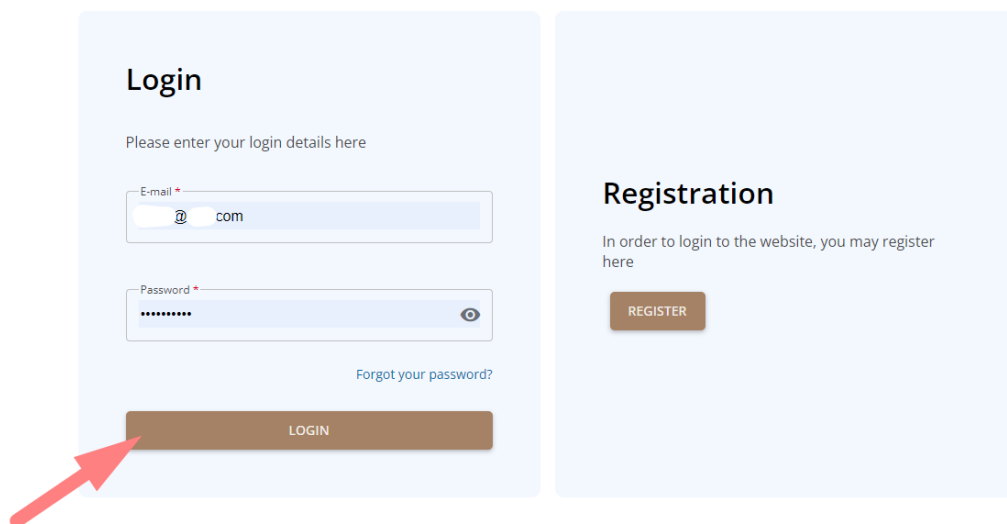 Login
Please enter your login details here
E-mail *
@ com
Password *
••••••••••
Forgot your password?
LOGIN
Registration
In order to login to the website, you may register
here
REGISTER